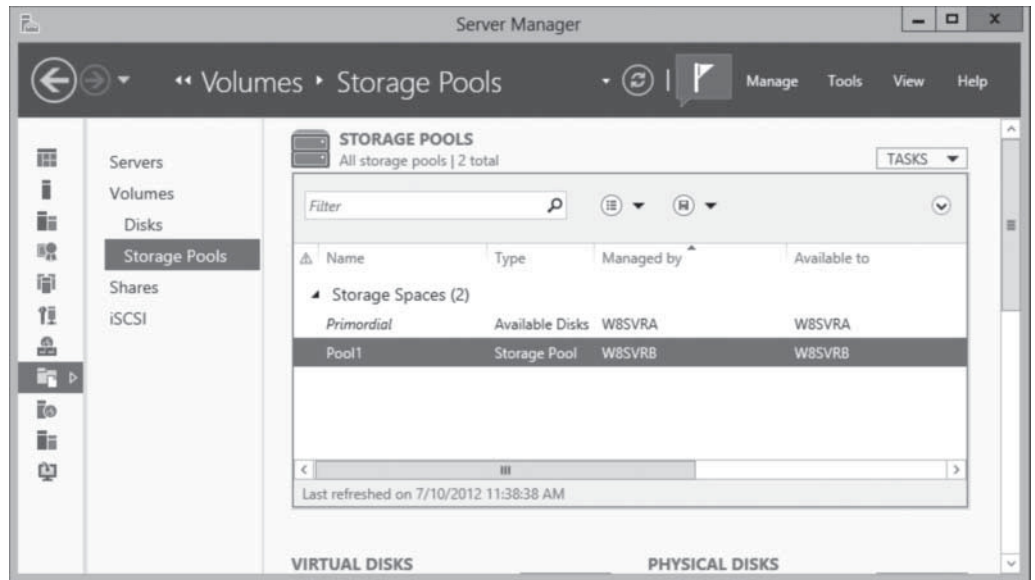 Server Manager
Volumes Storage Pools
Manage Tools View Help
Servers
Volumes
Disks
Storage Pools
Shares
iSCSI
STORAGE POOLS
All storage pools | 2 total
TASKS
Filter
Name Type Managed by Available to
Storage Spaces (2)
Primordial Available Disks W8SVRA W8SVRA
Pool1 Storage Pool W8SVRB W8SVRB
Last refreshed on 7/10/2012 11:38:38 AM
VIRTUAL DISKS PHYSICAL DISKS